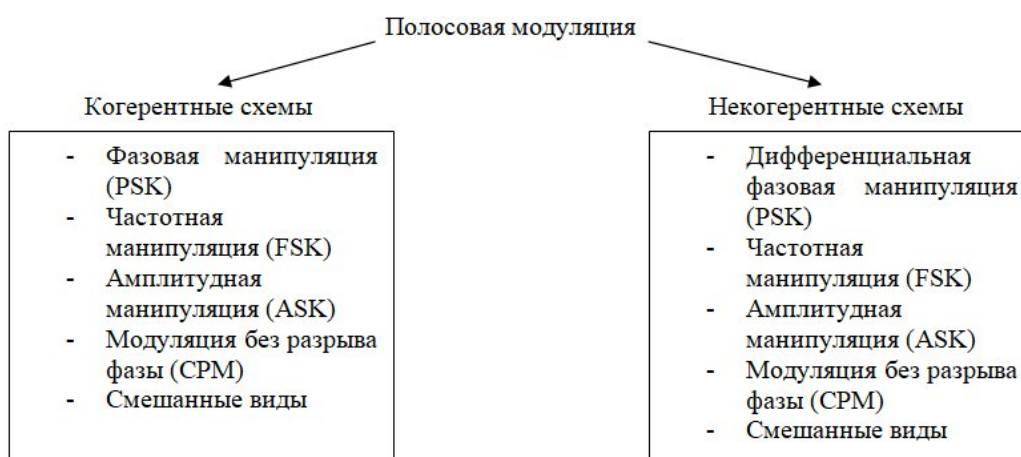 Полосовая модуляция
Когерентные схемы
- Фазовая манипуляция
(PSK)
- Частотная
манипуляция (FSK)
- Амплитудная
манипуляция (ASK)
- Модуляция без разрыва
фазы (CPM)
- Смешанные виды
Некогерентные схемы
- Дифференциальная
фазовая манипуляция
(PSK)
- Частотная
манипуляция (FSK)
- Амплитудная
манипуляция (ASK)
- Модуляция без разрыва
фазы (CPM)
- Смешанные виды